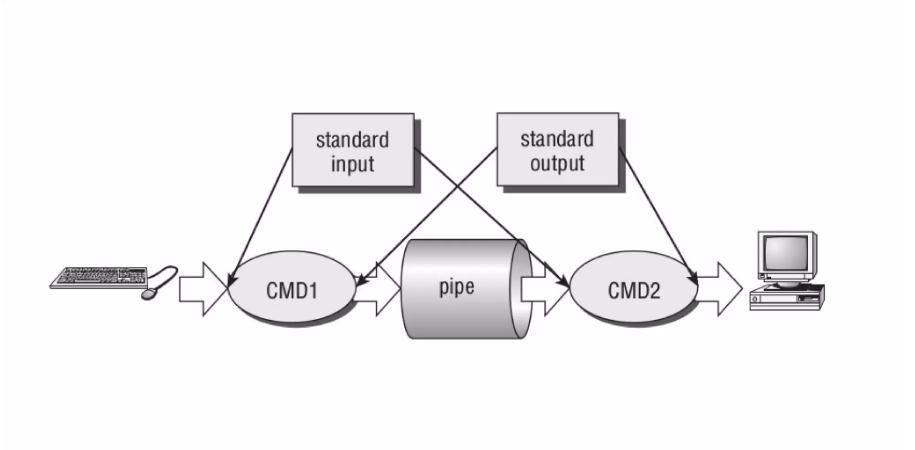 standard
input
standard
output
CMD1
pipe
CMD2